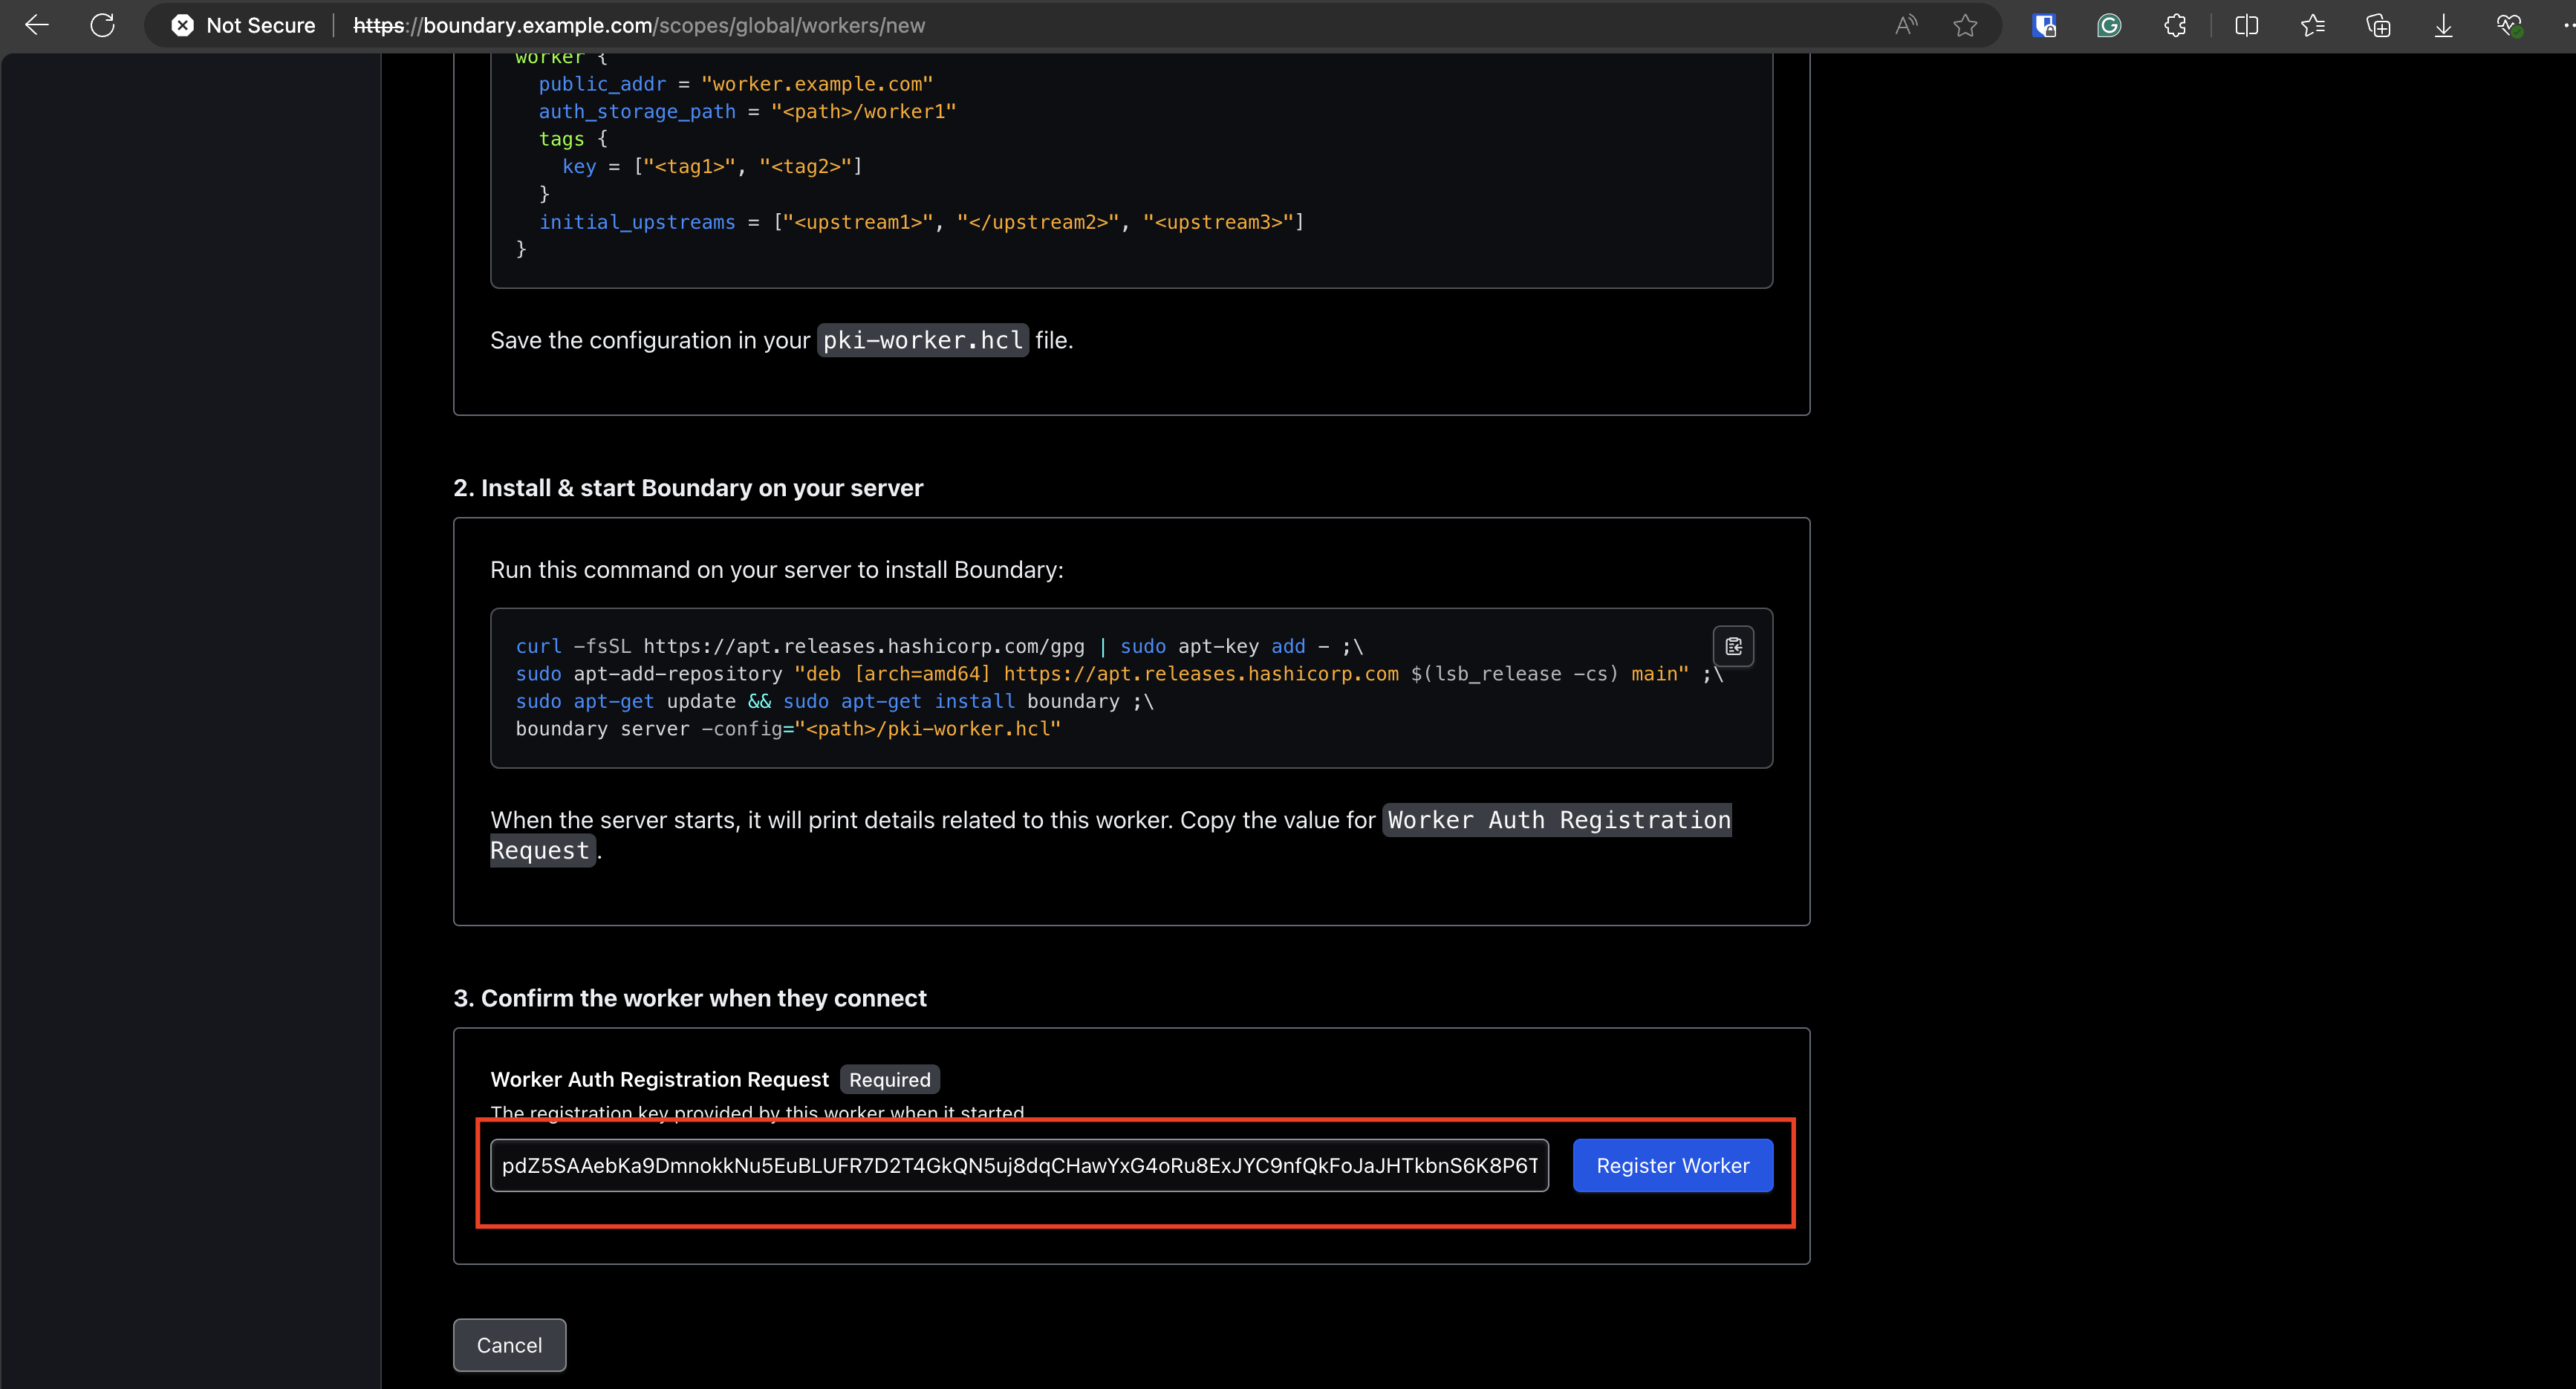 Not Secure https://boundary.example.com/scopes/global/workers/new
worker {
public_addr = "worker.example.com"
auth_storage_path = "<path>/worker1"
tags {
key = ["<tag1>", "<tag2>"]
}
initial_upstreams = ["<upstream1>", "</upstream2>", "<upstream3>"]
}
Save the configuration in your pki-worker.hcl file.
2. Install & start Boundary on your server
Run this command on your server to install Boundary:
curl -fsSL https://apt.releases.hashicorp.com/gpg | sudo apt-key add - ;\
sudo apt-add-repository "deb [arch=amd64] https://apt.releases.hashicorp.com $(lsb_release -cs) main" ;\
sudo apt-get update && sudo apt-get install boundary ;\
boundary server -config="<path>/pki-worker.hcl"
When the server starts, it will print details related to this worker. Copy the value for Worker Auth Registration
Request.
3. Confirm the worker when they connect
Worker Auth Registration Request Required
The registration key provided by this worker when it started
pdZ5SAAebKa9DmnokkNu5EuBLUFR7D2T4GkQN5uj8dqCHawYxG4oRu8ExJYC9nfQkFoJaJHTkbnS6K8P6T
Register Worker
Cancel